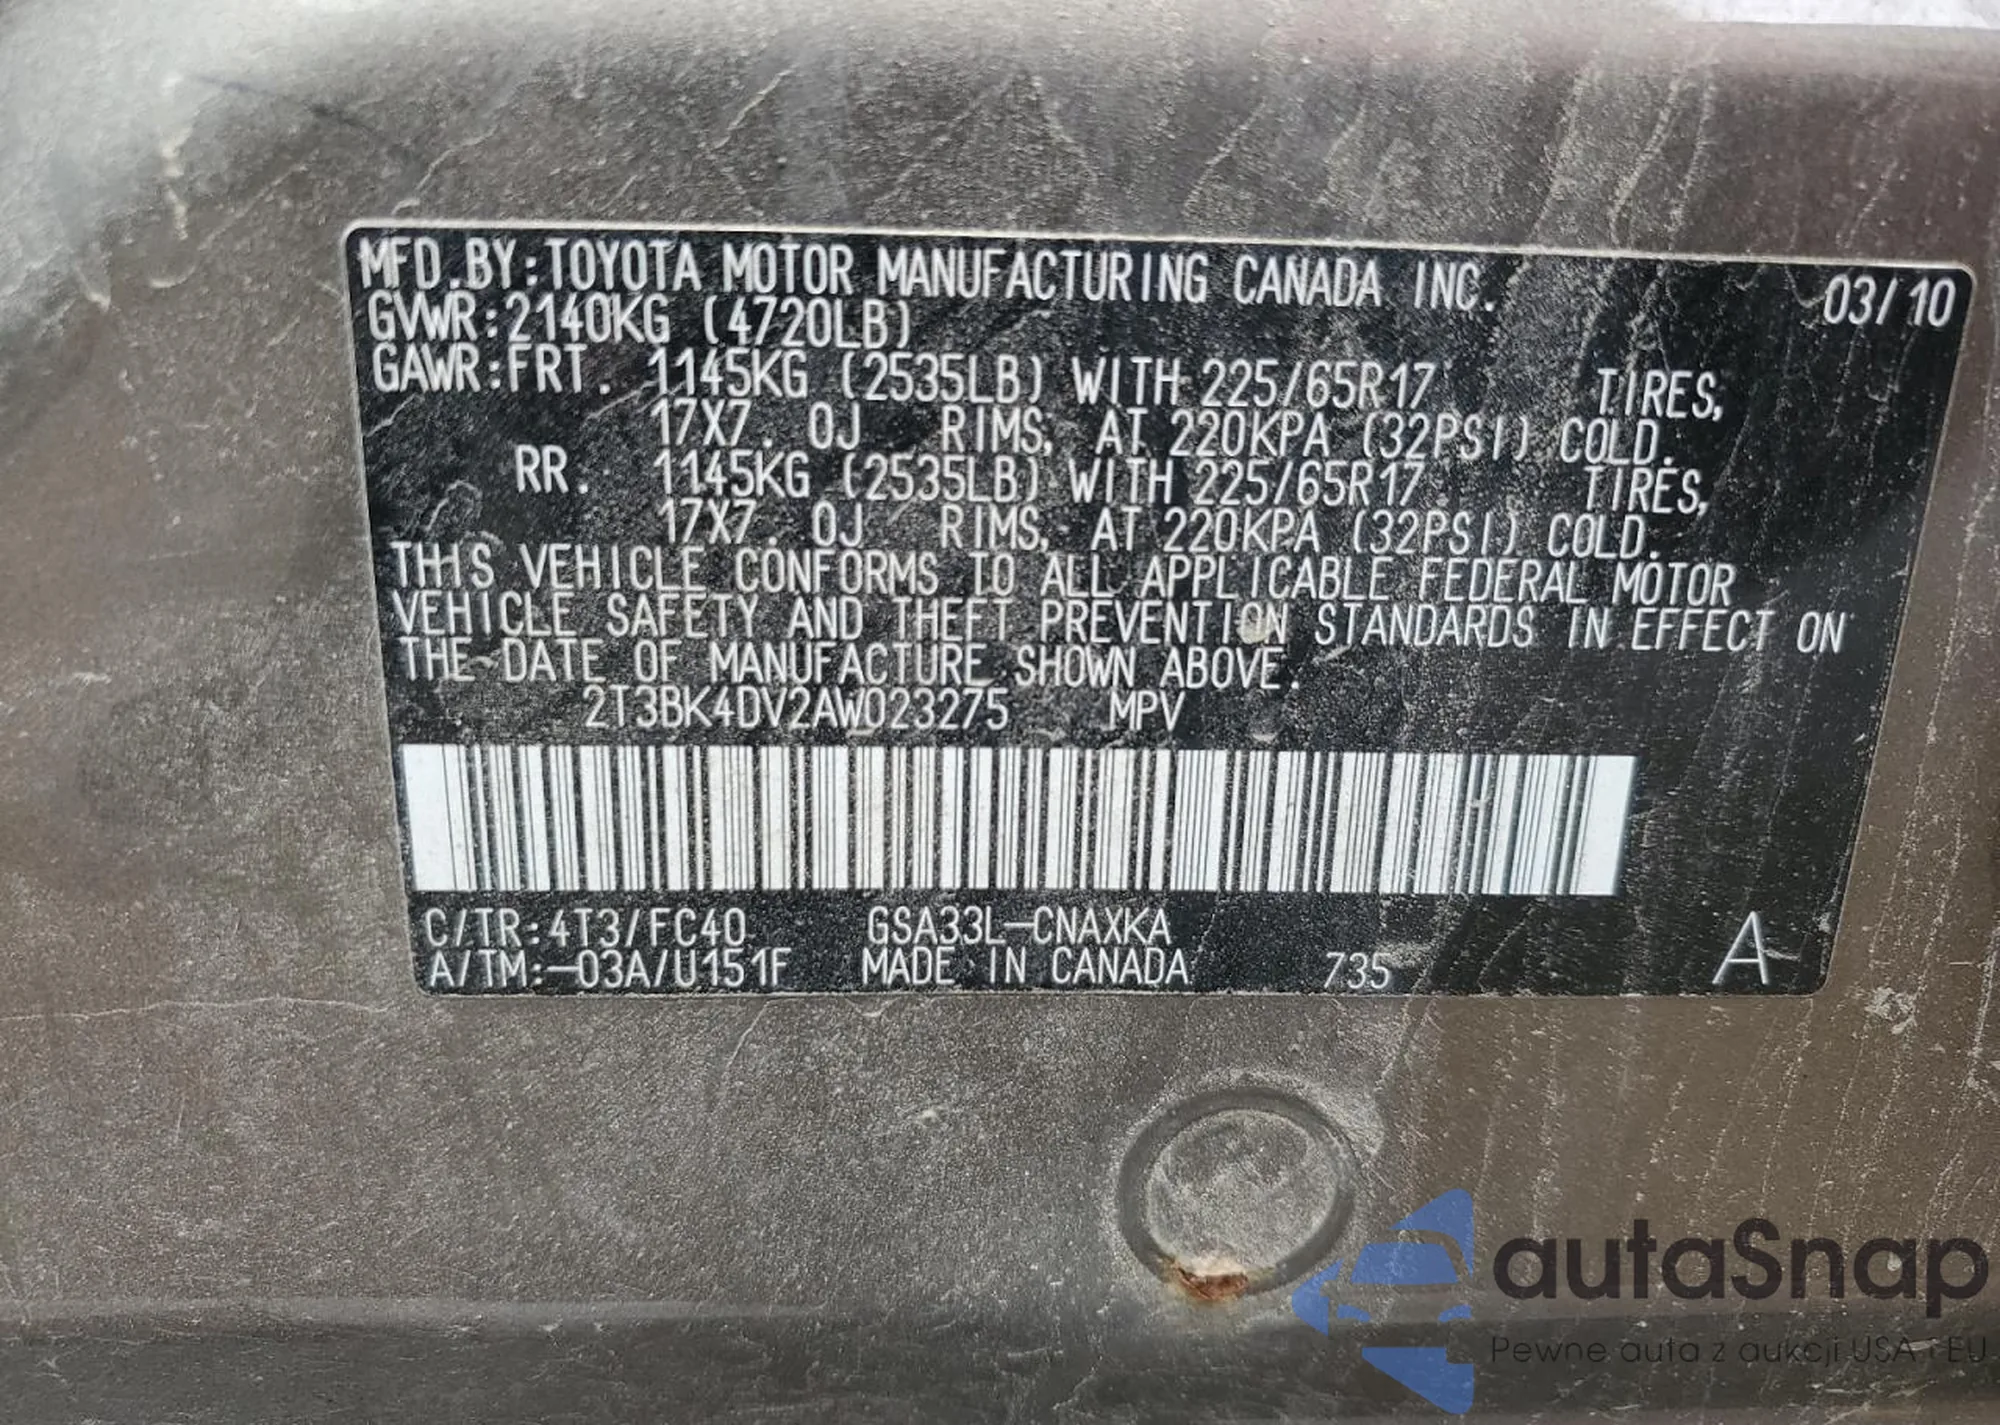 MFD.BY:TOYOTA MOTOR MANUFACTURING CANADA INC. 03/10
GVWR:2140KG (4720LB)
GAWR:FRT. 1145KG (2535LB) WITH 225/65R17 TIRES,
17X7.0J RIMS, AT 220KPA (32PSI) COLD.
RR. 1145KG (2535LB) WITH 225/65R17 TIRES,
17X7.0J RIMS, AT 220KPA (32PSI) COLD.
THIS VEHICLE CONFORMS TO ALL APPLICABLE FEDERAL MOTOR
VEHICLE SAFETY AND THEFT PREVENTION STANDARDS IN EFFECT ON
THE DATE OF MANUFACTURE SHOWN ABOVE.
2T3BK4DV2AW023275 MPV
C/TR:4T3/FC40 GSA33L-CNAXKA
A/TM:-03A/U151F MADE IN CANADA 735 A
autaSnap
Pewne auta z aukcji USA i EU